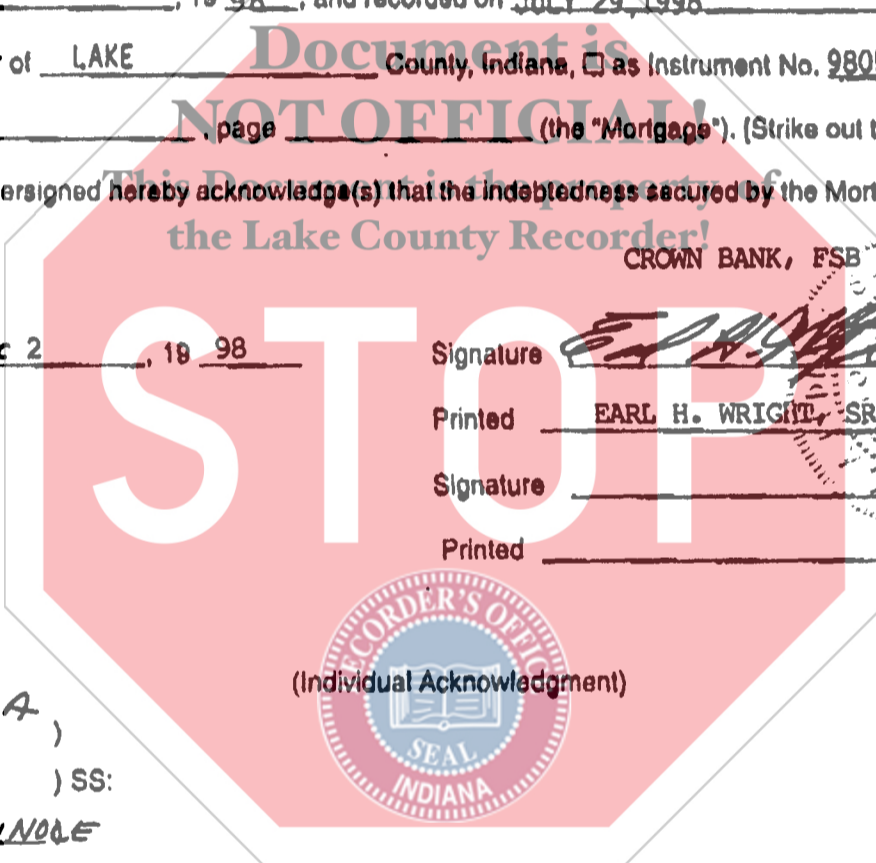 , 19 98, and recorded on JULY 29, 1998
of LAKE County, Indiana, ☐ as Instrument No. 980
Document is
NOT OFFICIAL!
, page (the "Mortgage"). (Strike out t
This Document is the property of
ersigned hereby acknowledge(s) that the indebtedness secured by the Mort
the Lake County Recorder!
CROWN BANK, FSB
2, 19 98 Signature
Printed EARL H. WRIGHT, SR
Signature
Printed
STOP
(Individual Acknowledgment)
RECORDER'S OFFICE
SEAL
INDIANA
A )
) SS: